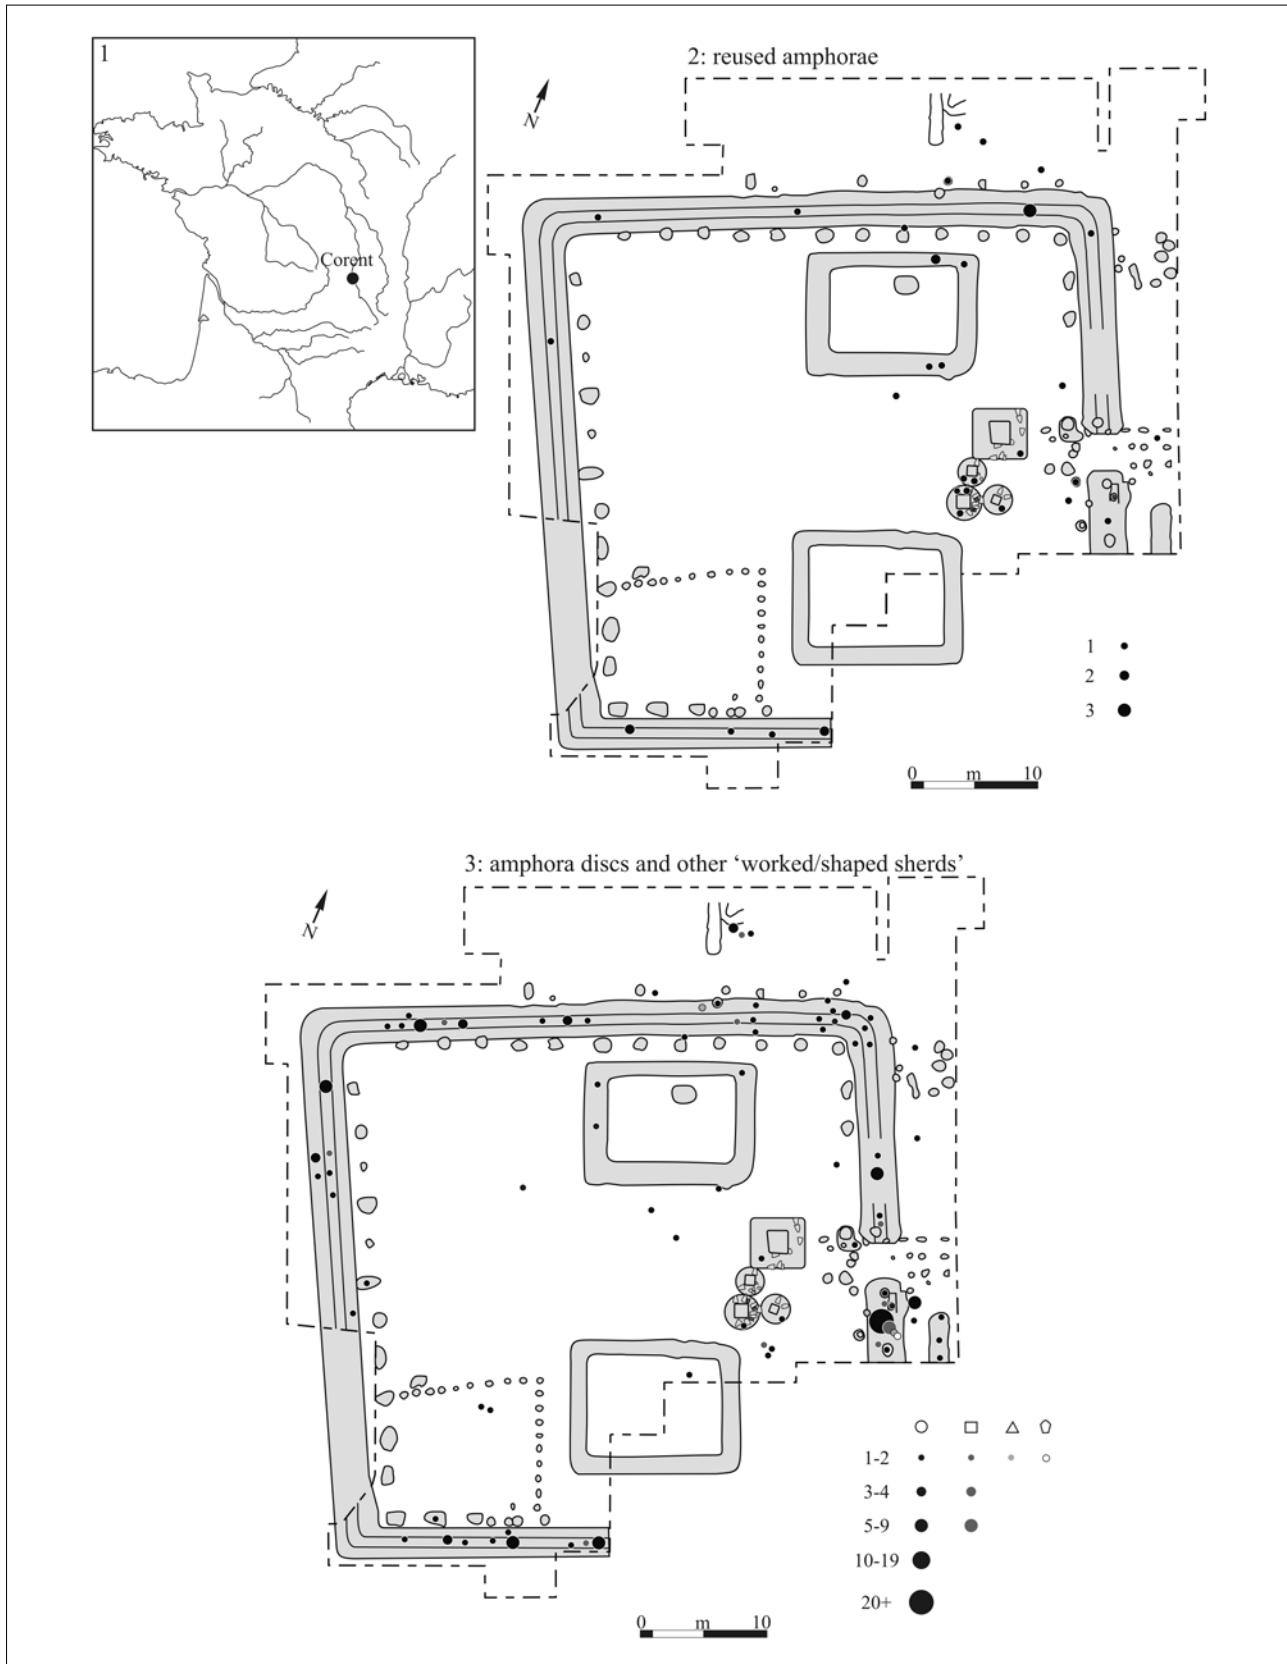 1
Corent
2: reused amphorae
N
1
2
3
0 m 10
3: amphora discs and other ‘worked/shaped sherds’
N
1-2
3-4
5-9
10-19
20+
0 m 10